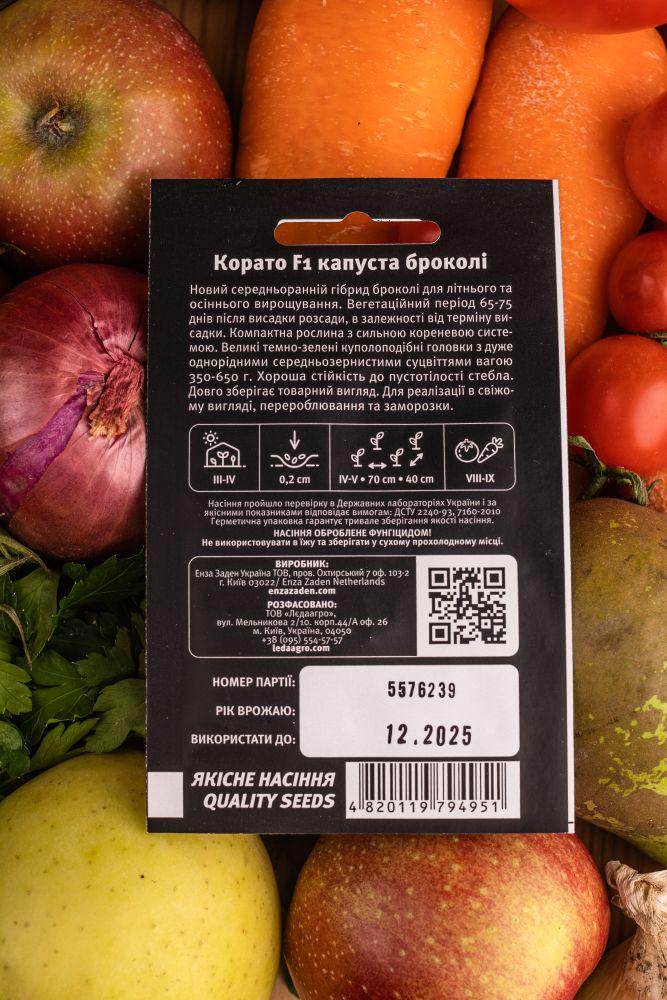 Корато F1 капуста броколі
Новий середньоранній гібрид броколі для літнього та
осіннього вирощування. Вегетаційний період 65-75
днів після висадки розсади, в залежності від терміну ви-
садки. Компактна рослина з сильною кореневою систе-
мою. Великі темно-зелені куполоподібні головки з дуже
однорідними середньозернистими суцвіттями вагою
350-650 г. Хороша стійкість до пустотілості стебла.
Довго зберігає товарний вигляд. Для реалізації в свіжо-
му вигляді, перероблювання та заморозки.
III-IV
0,2 cm
IV-V • 70 cm • 40 cm
VIII-IX
Насіння пройшло перевірку в Державних лабораторіях України і за
якісними показниками відповідає вимогам: ДСТУ 2240-93, 7160-2010
Герметична упаковка гарантує тривале зберігання якості насіння.
НАСІННЯ ОБРОБЛЕНЕ ФУНГІЦИДОМ!
Не використовувати в їжу та зберігати у сухому прохолодному місці.
ВИРОБНИК:
Енза Заден Україна ТОВ, пров. Охтирський 7 оф. 103-2
г. Київ 03022/ Enza Zaden Netherlands
enzazaden.com
РОЗФАСОВАНО:
ТОВ «Лєдаагро»,
вул. Мельникова 2/10. корп.44/А оф. 26
м. Київ, Україна, 04050
+38 (095) 554-57-57
ledaagro.com
НОМЕР ПАРТІЇ: 5576239
РІК ВРОЖАЮ:
ВИКОРИСТАТИ ДО: 12.2025
ЯКІСНЕ НАСІННЯ
QUALITY SEEDS
4 820119 794951